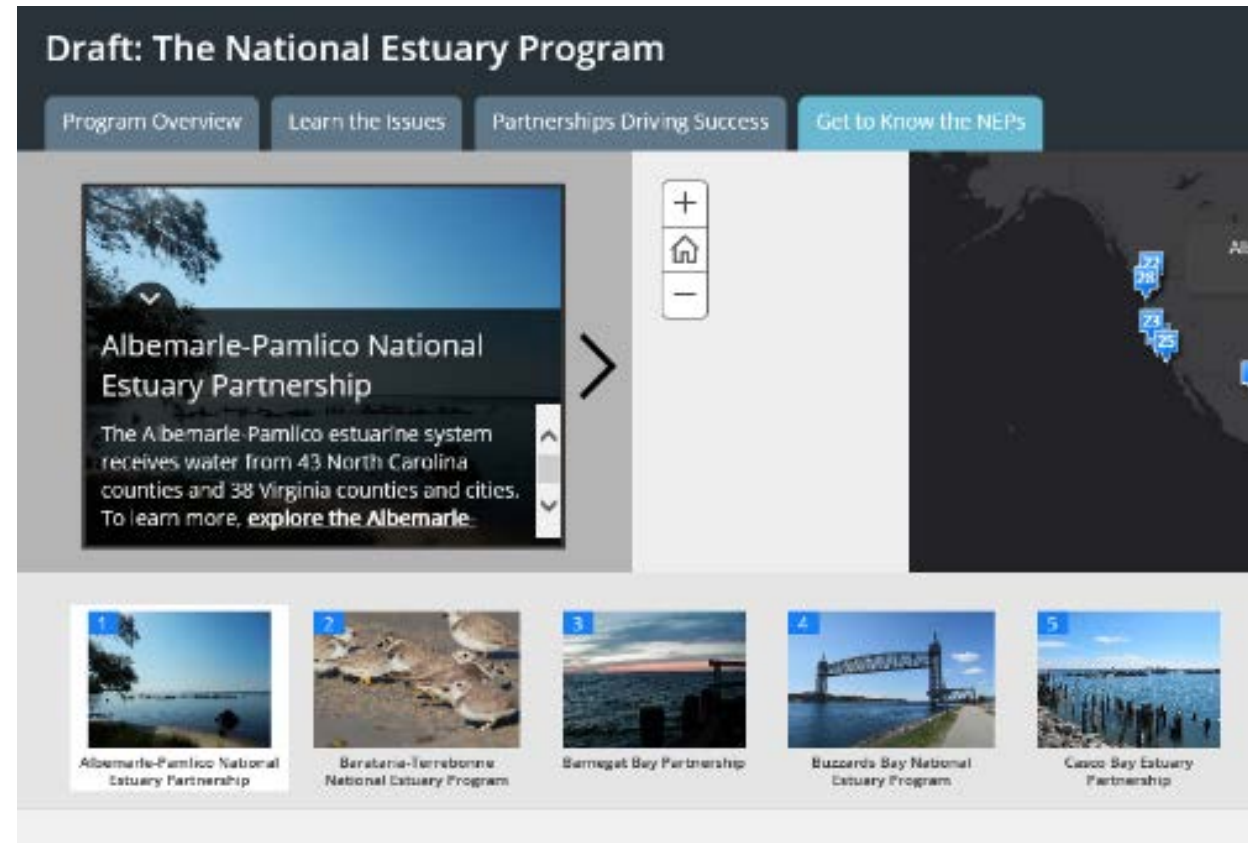 Draft: The National Estuary Program
Program Overview
Learn the Issues
Partnerships Driving Success
Get to Know the NEPs
+
−
Alb
22
28
23
25
Albemarle-Pamlico National
Estuary Partnership
The Albemarle-Pamlico estuarine system
receives water from 43 North Carolina
counties and 38 Virginia counties and cities.
To learn more, explore the Albemarle-
1
2
3
4
5
Albemarle-Pamlico National
Estuary Partnership
Barataria-Terrebonne
National Estuary Program
Barnegat Bay Partnership
Buzzards Bay National
Estuary Program
Casco Bay Estuary
Partnership